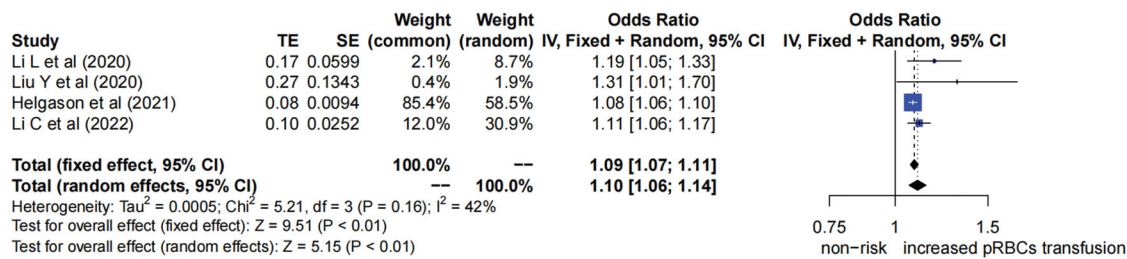 Weight Weight Odds Ratio Odds Ratio
Study TE SE (common) (random) IV, Fixed + Random, 95% CI IV, Fixed + Random, 95% CI
Li L et al (2020) 0.17 0.0599 2.1% 8.7% 1.19 [1.05; 1.33]
Liu Y et al (2020) 0.27 0.1343 0.4% 1.9% 1.31 [1.01; 1.70]
Helgason et al (2021) 0.08 0.0094 85.4% 58.5% 1.08 [1.06; 1.10]
Li C et al (2022) 0.10 0.0252 12.0% 30.9% 1.11 [1.06; 1.17]
Total (fixed effect, 95% CI) 100.0% −− 1.09 [1.07; 1.11]
Total (random effects, 95% CI) −− 100.0% 1.10 [1.06; 1.14]
Heterogeneity: Tau² = 0.0005; Chi² = 5.21, df = 3 (P = 0.16); I² = 42%
Test for overall effect (fixed effect): Z = 9.51 (P < 0.01)
Test for overall effect (random effects): Z = 5.15 (P < 0.01)
0.75 1 1.5
non−risk increased pRBCs transfusion